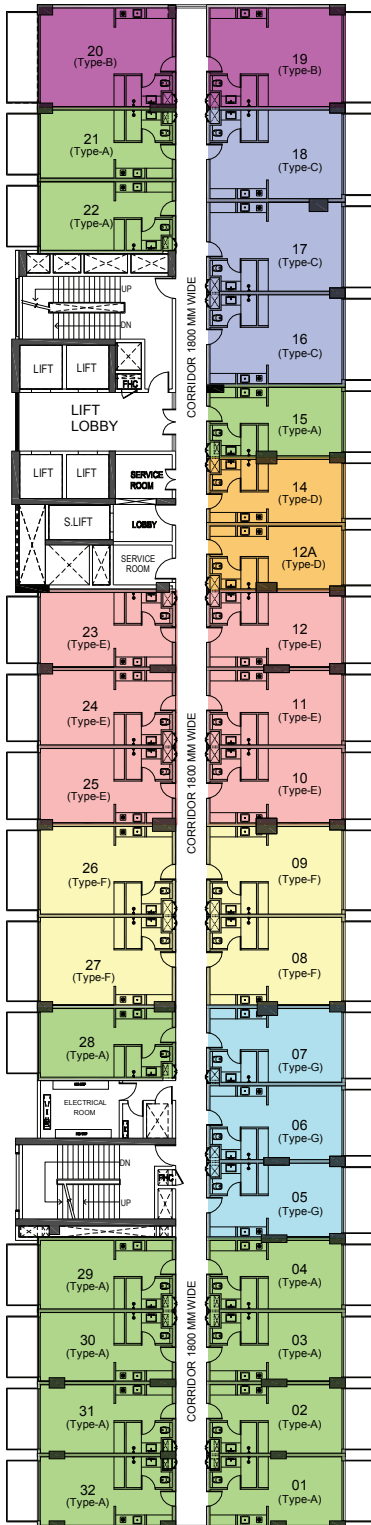 20
(Type-B)
19
(Type-B)
21
(Type-A)
18
(Type-C)
22
(Type-A)
17
(Type-C)
UP
DN
CORRIDOR 1800 MM WIDE
16
(Type-C)
LIFT
LIFT
FHC
LIFT
LOBBY
15
(Type-A)
LIFT
LIFT
SERVICE
ROOM
14
(Type-D)
S.LIFT
LOBBY
12A
(Type-D)
SERVICE
ROOM
23
(Type-E)
12
(Type-E)
24
(Type-E)
11
(Type-E)
CORRIDOR 1800 MM WIDE
25
(Type-E)
10
(Type-E)
26
(Type-F)
09
(Type-F)
27
(Type-F)
08
(Type-F)
28
(Type-A)
07
(Type-G)
ELECTRICAL
ROOM
06
(Type-G)
DN
FHC
UP
05
(Type-G)
29
(Type-A)
04
(Type-A)
CORRIDOR 1800 MM WIDE
30
(Type-A)
03
(Type-A)
31
(Type-A)
02
(Type-A)
32
(Type-A)
01
(Type-A)